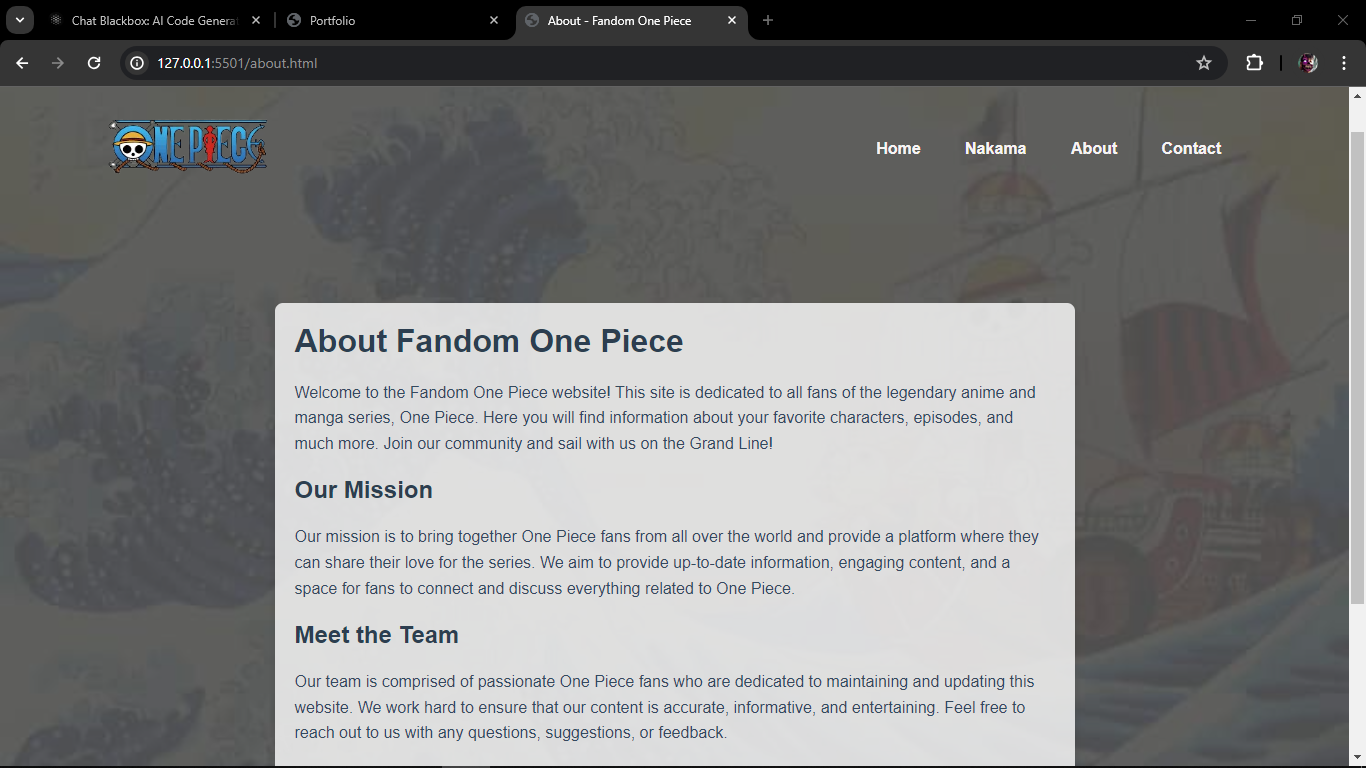 Chat Blackbox: AI Code Generat
Portfolio
About - Fandom One Piece
127.0.0.1:5501/about.html
ONE PIECE
Home
Nakama
About
Contact
About Fandom One Piece
Welcome to the Fandom One Piece website! This site is dedicated to all fans of the legendary anime and
manga series, One Piece. Here you will find information about your favorite characters, episodes, and
much more. Join our community and sail with us on the Grand Line!
Our Mission
Our mission is to bring together One Piece fans from all over the world and provide a platform where they
can share their love for the series. We aim to provide up-to-date information, engaging content, and a
space for fans to connect and discuss everything related to One Piece.
Meet the Team
Our team is comprised of passionate One Piece fans who are dedicated to maintaining and updating this
website. We work hard to ensure that our content is accurate, informative, and entertaining. Feel free to
reach out to us with any questions, suggestions, or feedback.